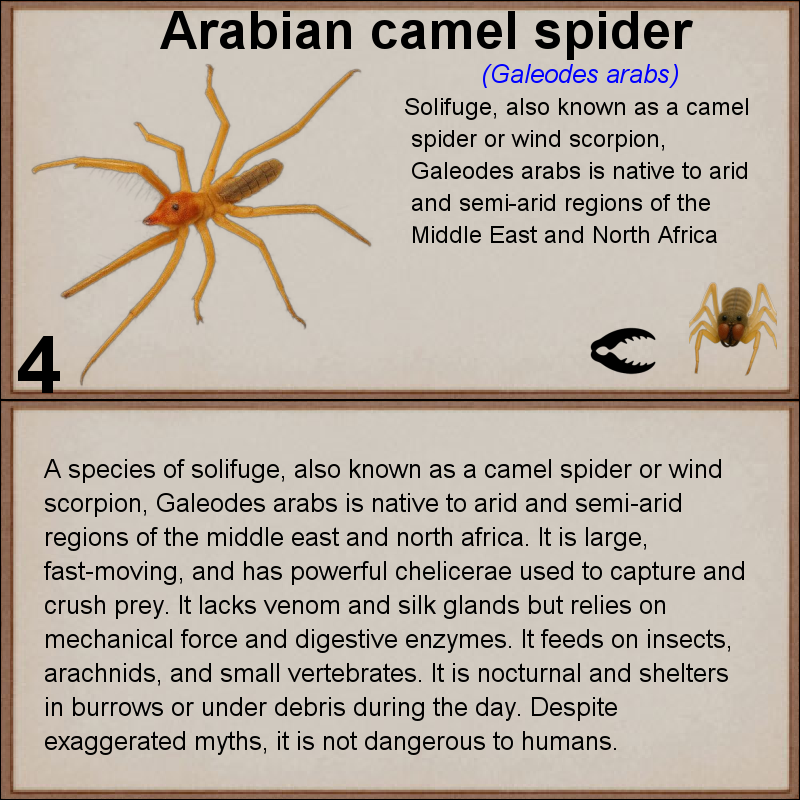 Arabian camel spider
(Galeodes arabs)
Solifuge, also known as a camel
spider or wind scorpion,
Galeodes arabs is native to arid
and semi-arid regions of the
Middle East and North Africa
4
A species of solifuge, also known as a camel spider or wind
scorpion, Galeodes arabs is native to arid and semi-arid
regions of the middle east and north africa. It is large,
fast-moving, and has powerful chelicerae used to capture and
crush prey. It lacks venom and silk glands but relies on
mechanical force and digestive enzymes. It feeds on insects,
arachnids, and small vertebrates. It is nocturnal and shelters
in burrows or under debris during the day. Despite
exaggerated myths, it is not dangerous to humans.